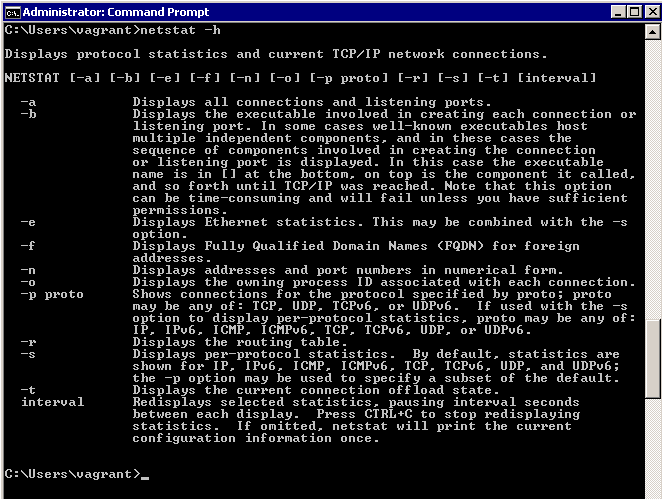 Administrator: Command Prompt
C:\Users\vagrant>netstat -h
Displays protocol statistics and current TCP/IP network connections.
NETSTAT [-a] [-b] [-e] [-f] [-n] [-o] [-p proto] [-r] [-s] [-t] [interval]
-a Displays all connections and listening ports.
-b Displays the executable involved in creating each connection or
listening port. In some cases well-known executables host
multiple independent components, and in these cases the
sequence of components involved in creating the connection
or listening port is displayed. In this case the executable
name is in [] at the bottom, on top is the component it called,
and so forth until TCP/IP was reached. Note that this option
can be time-consuming and will fail unless you have sufficient
permissions.
-e Displays Ethernet statistics. This may be combined with the -s
option.
-f Displays Fully Qualified Domain Names (FQDN) for foreign
addresses.
-n Displays addresses and port numbers in numerical form.
-o Displays the owning process ID associated with each connection.
-p proto Shows connections for the protocol specified by proto; proto
may be any of: TCP, UDP, TCPv6, or UDPv6.  If used with the -s
option to display per-protocol statistics, proto may be any of:
IP, IPv6, ICMP, ICMPv6, TCP, TCPv6, UDP, or UDPv6.
-r Displays the routing table.
-s Displays per-protocol statistics.  By default, statistics are
shown for IP, IPv6, ICMP, ICMPv6, TCP, TCPv6, UDP, and UDPv6;
the -p option may be used to specify a subset of the default.
-t Displays the current connection offload state.
interval Redisplays selected statistics, pausing interval seconds
between each display.  Press CTRL+C to stop redisplaying
statistics.  If omitted, netstat will print the current
configuration information once.
C:\Users\vagrant>_